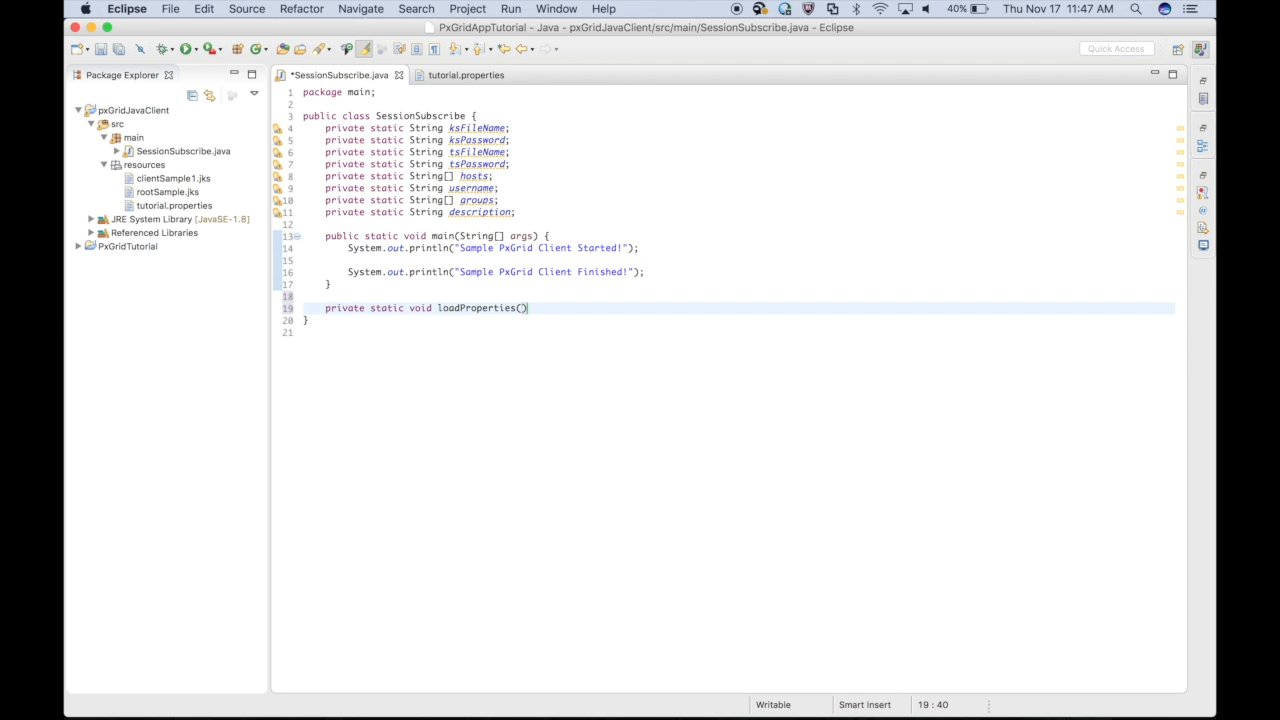 Eclipse File Edit Source Refactor Navigate Search Project Run Window Help 40% Thu Nov 17 11:47 AM
PxGridAppTutorial - Java - pxGridJavaClient/src/main/SessionSubscribe.java - Eclipse
Quick Access
Package Explorer
*SessionSubscribe.java
tutorial.properties
pxGridJavaClient
src
main
SessionSubscribe.java
resources
clientSample1.jks
rootSample.jks
tutorial.properties
JRE System Library [JavaSE-1.8]
Referenced Libraries
PxGridTutorial
1 package main;
2
3 public class SessionSubscribe {
4 private static String ksFileName;
5 private static String ksPassword;
6 private static String tsFileName;
7 private static String tsPassword;
8 private static String[] hosts;
9 private static String username;
10 private static String[] groups;
11 private static String description;
12
13 public static void main(String[] args) {
14 System.out.println("Sample PxGrid Client Started!");
15
16 System.out.println("Sample PxGrid Client Finished!");
17 }
18
19 private static void loadProperties()
20 }
21
Writable
Smart Insert
19 : 40